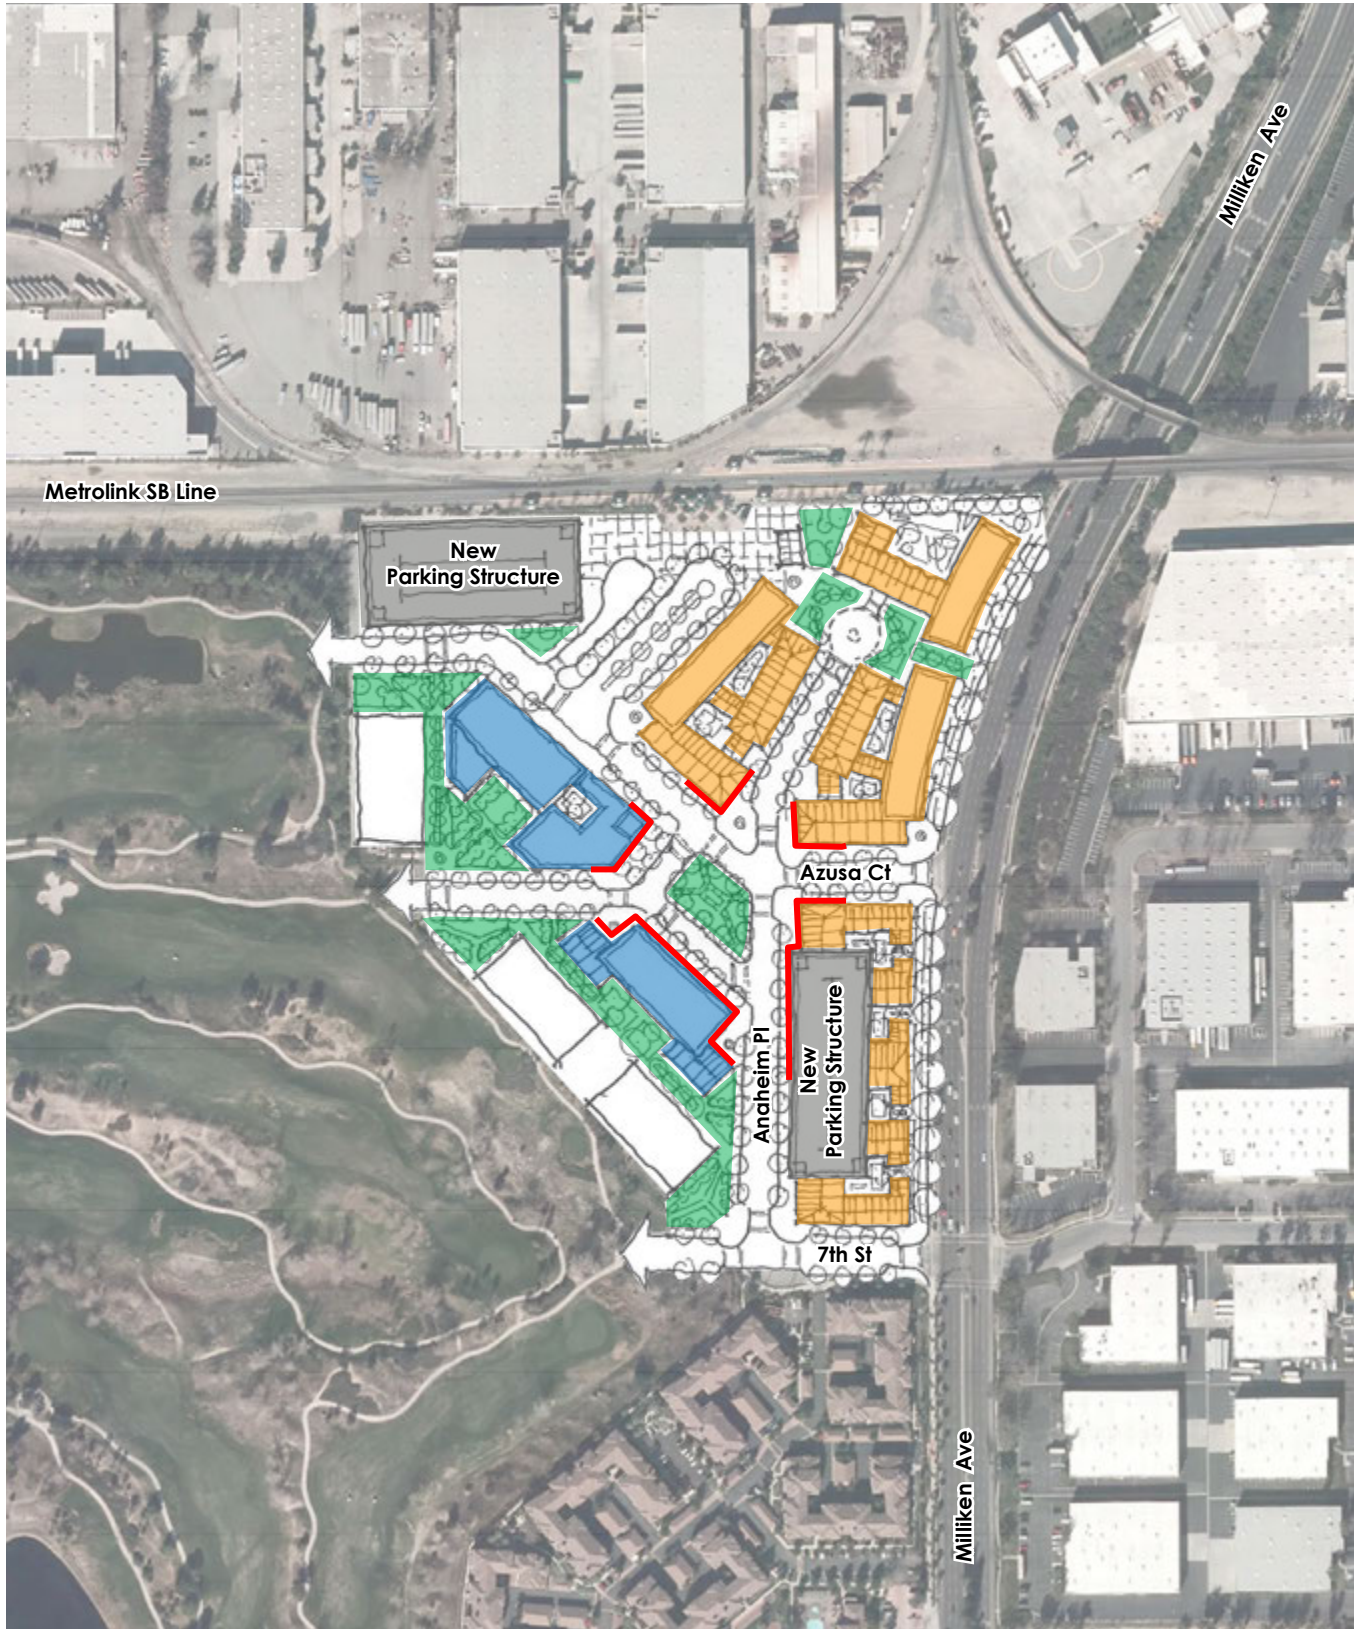 Milliken Ave
Metrolink SB Line
New
Parking Structure
Azusa Ct
Anaheim Pl
New
Parking Structure
7th St
Milliken Ave